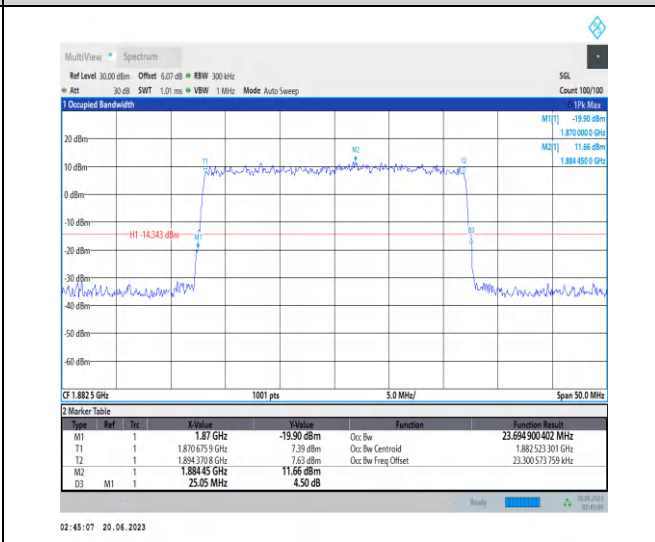 MultiView Spectrum
Ref Level 30.00 dBm Offset 6.07 dB RBW 300 kHz SGL
Att 30 dB SWT 1.01 ms VBW 1 MHz Mode Auto Sweep Count 100/100
1 Occupied Bandwidth 1Pk Max
M1[1] -19.90 dBm
1.870 000 0 GHz
M2[1] 11.66 dBm
1.884 450 0 GHz
20 dBm
M2
T1
T2
10 dBm
0 dBm
-10 dBm
H1 -14.343 dBm
M1
D3
-20 dBm
-30 dBm
-40 dBm
-50 dBm
-60 dBm
CF 1.882 5 GHz 1001 pts 5.0 MHz/ Span 50.0 MHz
2 Marker Table
Type Ref Trc X-Value Y-Value Function Function Result
M1 1 1.87 GHz -19.90 dBm Occ Bw 23.694 900 402 MHz
T1 1 1.870 675 9 GHz 7.39 dBm Occ Bw Centroid 1.882 523 301 GHz
T2 1 1.894 370 8 GHz 7.63 dBm Occ Bw Freq Offset 23.300 573 759 kHz
M2 1 1.884 45 GHz 11.66 dBm
D3 M1 1 25.05 MHz 4.50 dB
Ready 20.06.2023
02:45:08
02:45:07 20.06.2023